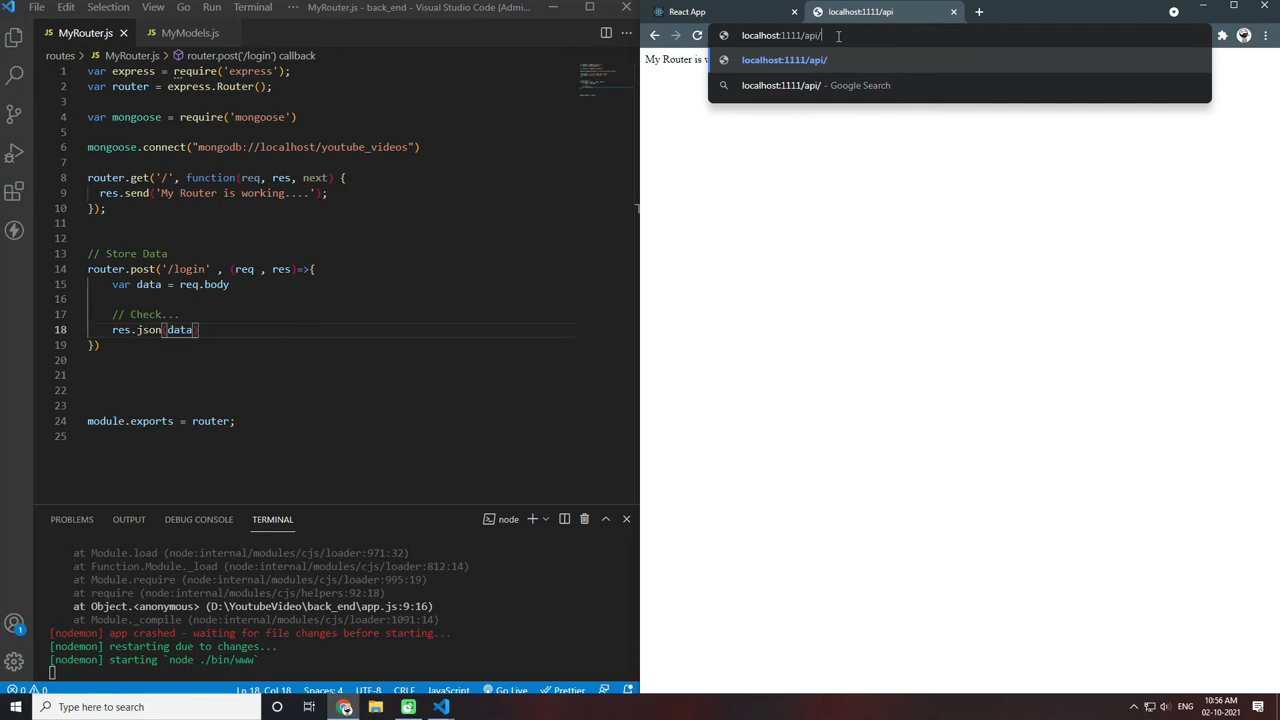 File Edit Selection View Go Run Terminal ··· MyRouter.js - back_end - Visual Studio Code [Admi...
MyRouter.js
MyModels.js
routes > MyRouter.js > router.post('/login') callback
1 var express = require('express');
2 var router = express.Router();
3
4 var mongoose = require('mongoose')
5
6 mongoose.connect("mongodb://localhost/youtube_videos")
7
8 router.get('/', function(req, res, next) {
9 res.send('My Router is working....');
10 });
11
12
13 // Store Data
14 router.post('/login' , (req , res)=>{
15 var data = req.body
16
17 // Check...
18 res.json(data)
19 })
20
21
22
23
24 module.exports = router;
25
PROBLEMS OUTPUT DEBUG CONSOLE TERMINAL
node
at Module.load (node:internal/modules/cjs/loader:971:32)
at Function.Module._load (node:internal/modules/cjs/loader:812:14)
at Module.require (node:internal/modules/cjs/loader:995:19)
at require (node:internal/modules/cjs/helpers:92:18)
at Object.<anonymous> (D:\YoutubeVideo\back_end\app.js:9:16)
at Module._compile (node:internal/modules/cjs/loader:1091:14)
[nodemon] app crashed - waiting for file changes before starting...
[nodemon] restarting due to changes...
[nodemon] starting `node ./bin/www`
1
0 0 Ln 18, Col 18 Spaces: 4 UTF-8 CRLF JavaScript Go Live Prettier
React App
localhost:1111/api
localhost:1111/api/
My Router is
localhost:1111/api/
localhost:1111/api/ - Google Search
Type here to search
ENG
10:56 AM
02-10-2021